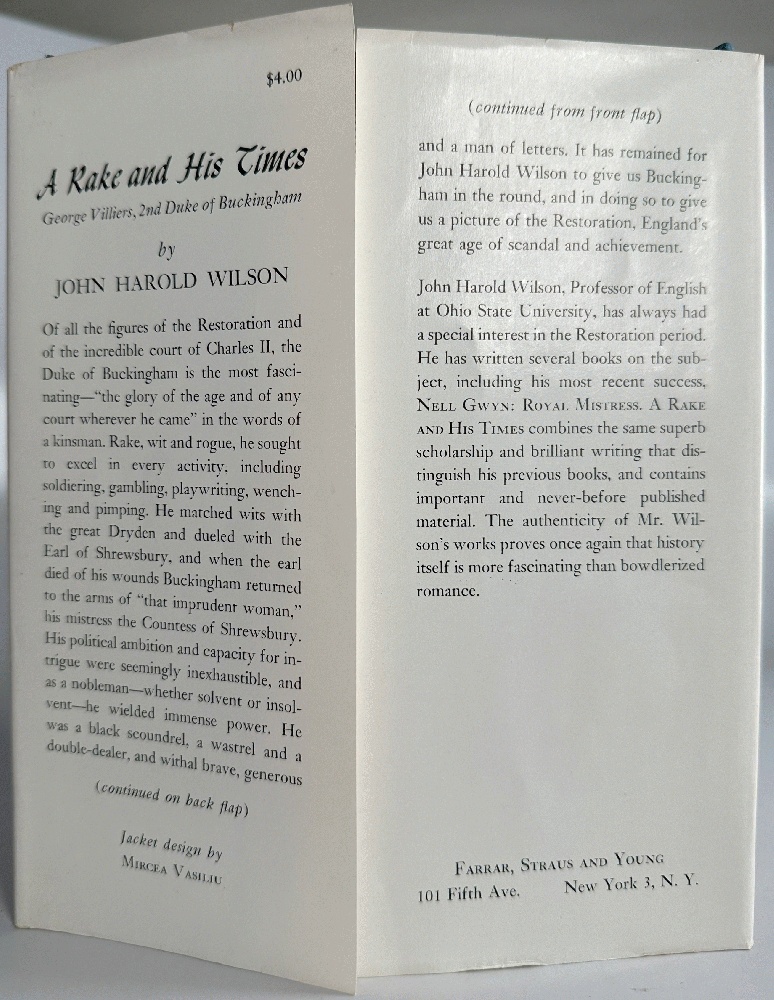 $4.00
A Rake and His Times
George Villiers, 2nd Duke of Buckingham
by
JOHN HAROLD WILSON
Of all the figures of the Restoration and
of the incredible court of Charles II, the
Duke of Buckingham is the most fasci-
nating—“the glory of the age and of any
court wherever he came” in the words of
a kinsman. Rake, wit and rogue, he sought
to excel in every activity, including
soldiering, gambling, playwriting, wench-
ing and pimping. He matched wits with
the great Dryden and dueled with the
Earl of Shrewsbury, and when the earl
died of his wounds Buckingham returned
to the arms of “that imprudent woman,”
his mistress the Countess of Shrewsbury.
His political ambition and capacity for in-
trigue were seemingly inexhaustible, and
as a nobleman—whether solvent or insol-
vent—he wielded immense power. He
was a black scoundrel, a wastrel and a
double-dealer, and withal brave, generous
(continued on back flap)
Jacket design by
MIRCEA VASILIU
(continued from front flap)
and a man of letters. It has remained for
John Harold Wilson to give us Bucking-
ham in the round, and in doing so to give
us a picture of the Restoration, England’s
great age of scandal and achievement.
John Harold Wilson, Professor of English
at Ohio State University, has always had
a special interest in the Restoration period.
He has written several books on the sub-
ject, including his most recent success,
NELL GWYN: ROYAL MISTRESS. A RAKE
AND HIS TIMES combines the same superb
scholarship and brilliant writing that dis-
tinguish his previous books, and contains
important and never-before published
material. The authenticity of Mr. Wil-
son’s works proves once again that history
itself is more fascinating than bowdlerized
romance.
FARRAR, STRAUS AND YOUNG
101 Fifth Ave. New York 3, N. Y.